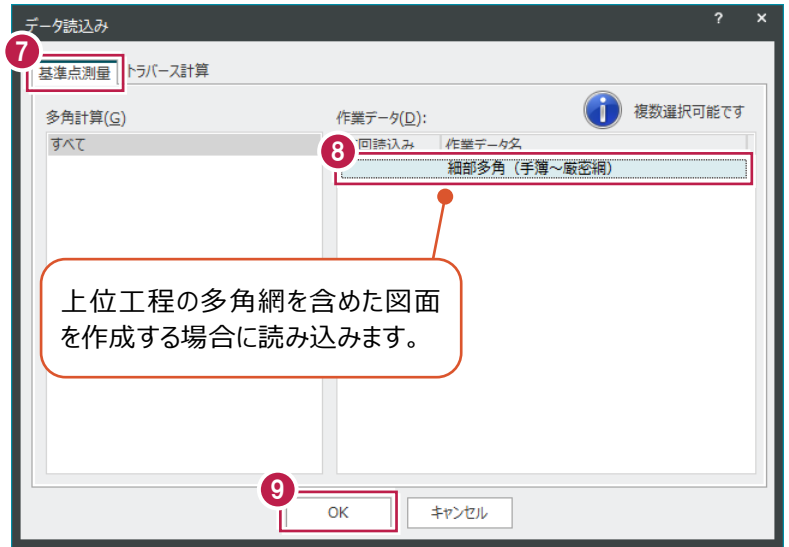 データ読込み ? ×
7
基準点測量 トラバース計算
多角計算(G) 作業データ(D): 複数選択可能です
すべて 回読込み 作業データ名
8
細部多角（手簿～厳密網）
上位工程の多角網を含めた図面
を作成する場合に読み込みます。
9
OK キャンセル